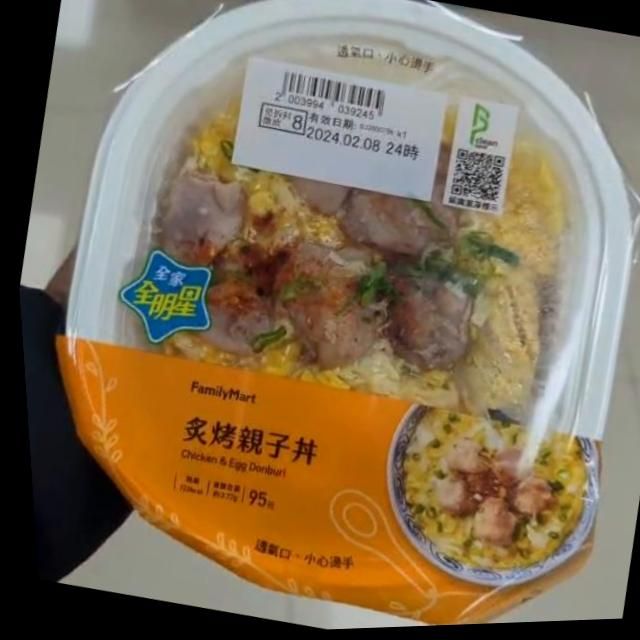 透氣口、小心燙手
2 003994 039245
8
有效日期:
2024.02.08 24時
clean
全家
全明星
FamilyMart
炙烤親子丼
Chicken & Egg Donburi
95元
透氣口、小心燙手